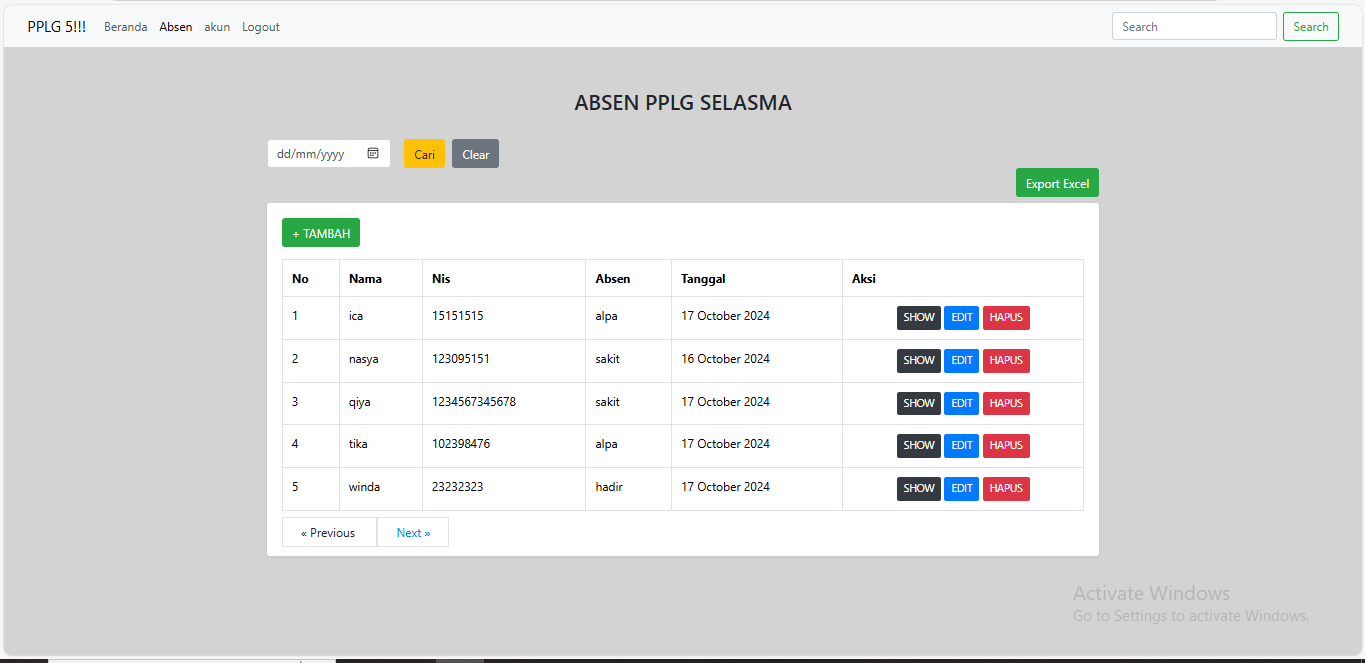 PPLG 5!!! Beranda Absen akun Logout Search Search
ABSEN PPLG SELASMA
dd/mm/yyyy Cari Clear
Export Excel
+ TAMBAH
No Nama Nis Absen Tanggal Aksi
1 ica 15151515 alpa 17 October 2024 SHOW EDIT HAPUS
2 nasya 123095151 sakit 16 October 2024 SHOW EDIT HAPUS
3 qiya 1234567345678 sakit 17 October 2024 SHOW EDIT HAPUS
4 tika 102398476 alpa 17 October 2024 SHOW EDIT HAPUS
5 winda 23232323 hadir 17 October 2024 SHOW EDIT HAPUS
« Previous Next »
Activate Windows
Go to Settings to activate Windows.